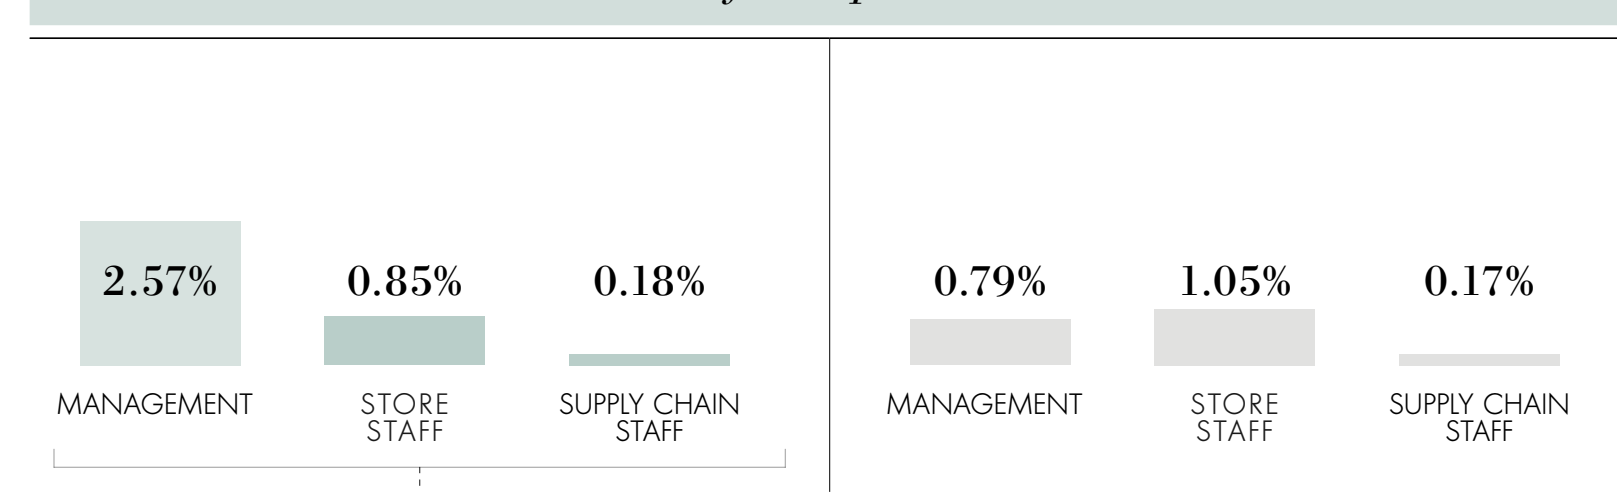 2.57%
0.85%
0.18%
MANAGEMENT
STORE
STAFF
SUPPLY CHAIN
STAFF
0.79%
1.05%
0.17%
MANAGEMENT
STORE
STAFF
SUPPLY CHAIN
STAFF